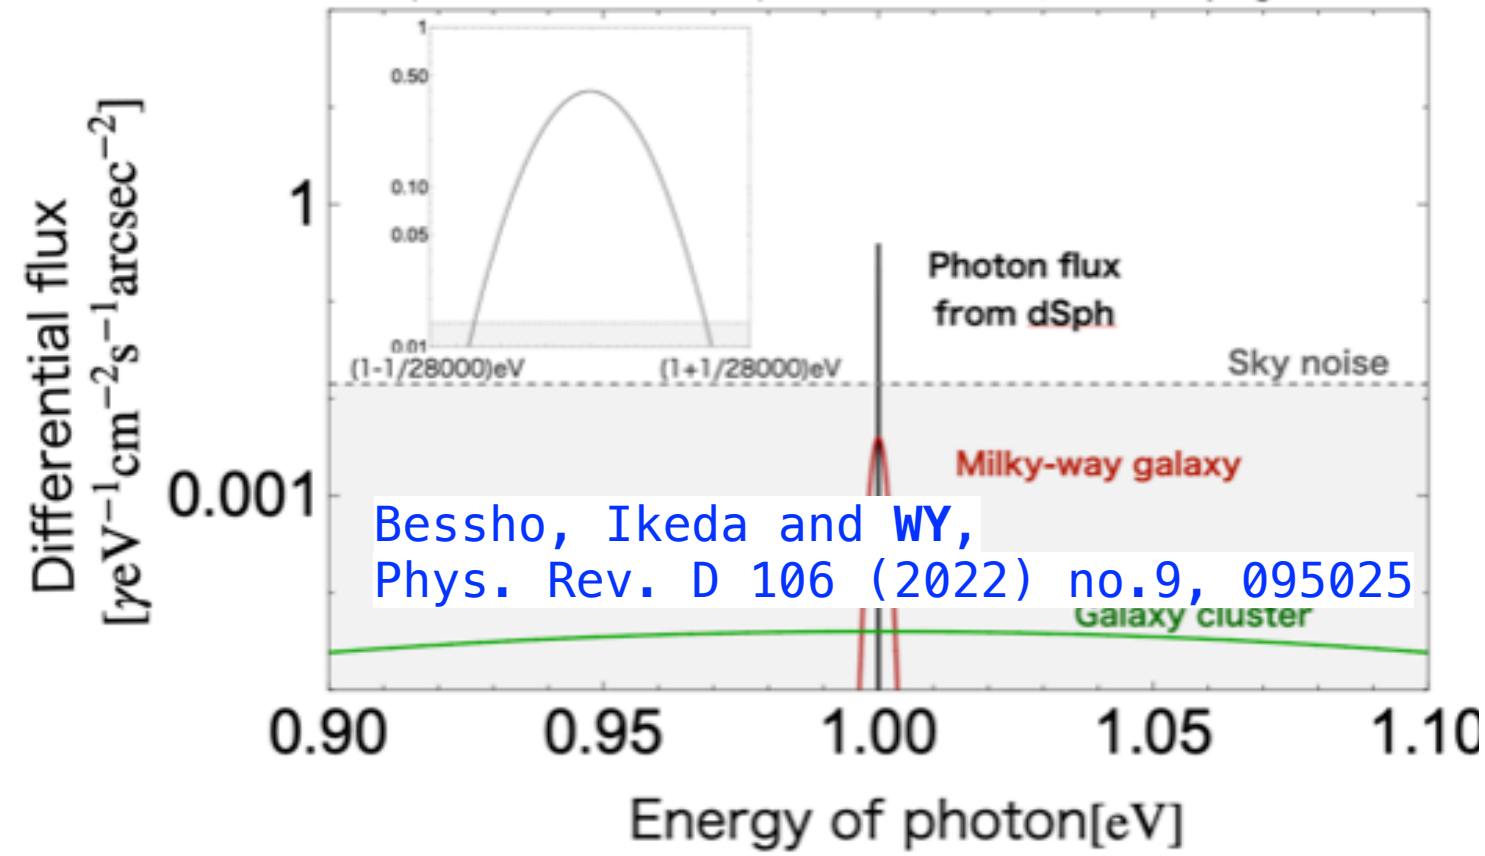 Differential flux
[γeV⁻¹cm⁻²s⁻¹arcsec⁻²]
1
0.001
1
0.50
0.10
0.05
0.01
(1-1/28000)eV
(1+1/28000)eV
Photon flux
from dSph
Sky noise
Milky-way galaxy
Bessho, Ikeda and WY,
Phys. Rev. D 106 (2022) no.9, 095025
Galaxy cluster
0.90
0.95
1.00
1.05
1.10
Energy of photon[eV]